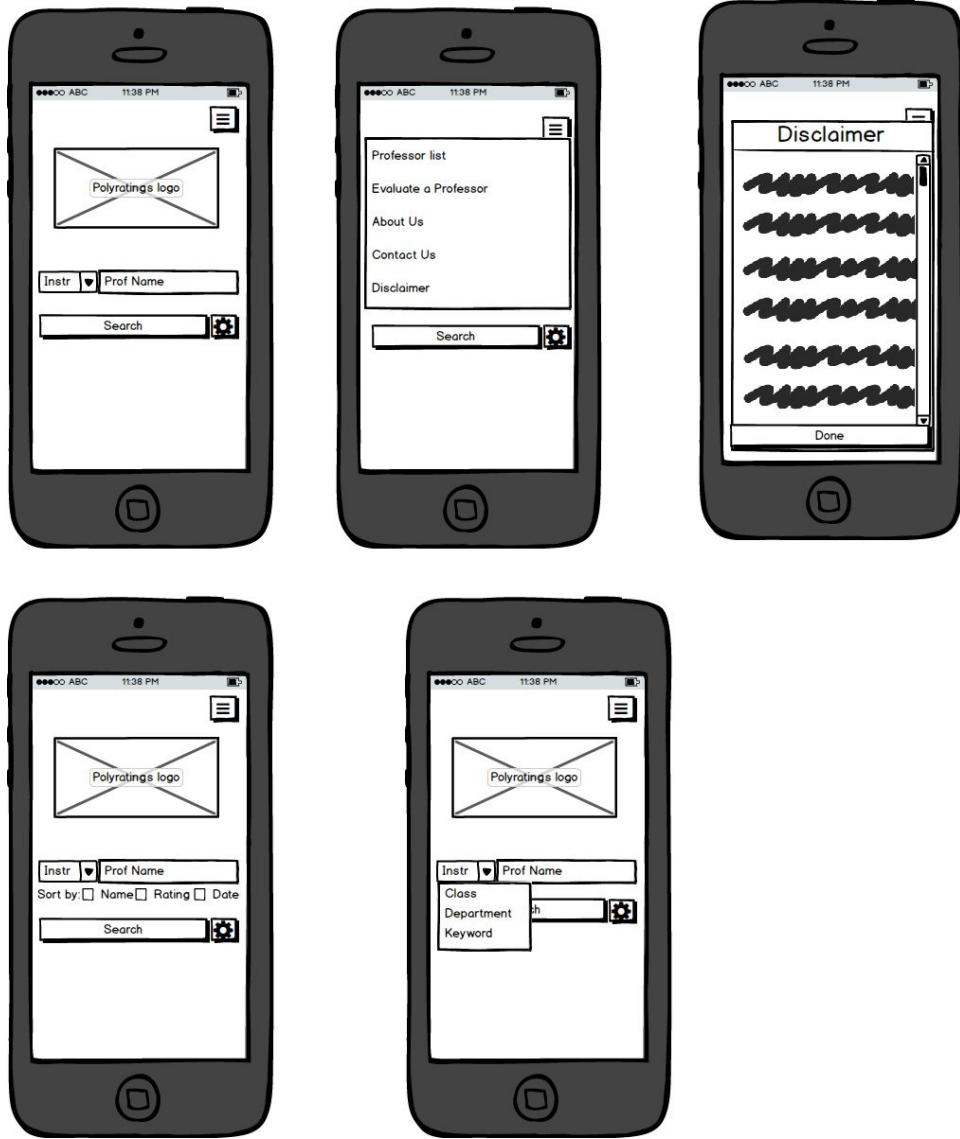 ABC 11:38 PM
Polyratings logo
Instr Prof Name
Search
ABC 11:38 PM
Professor list
Evaluate a Professor
About Us
Contact Us
Disclaimer
Search
ABC 11:38 PM
Disclaimer
Done
ABC 11:38 PM
Polyratings logo
Instr Prof Name
Sort by: Name Rating Date
Search
ABC 11:38 PM
Polyratings logo
Instr Prof Name
Class
Department ch
Keyword